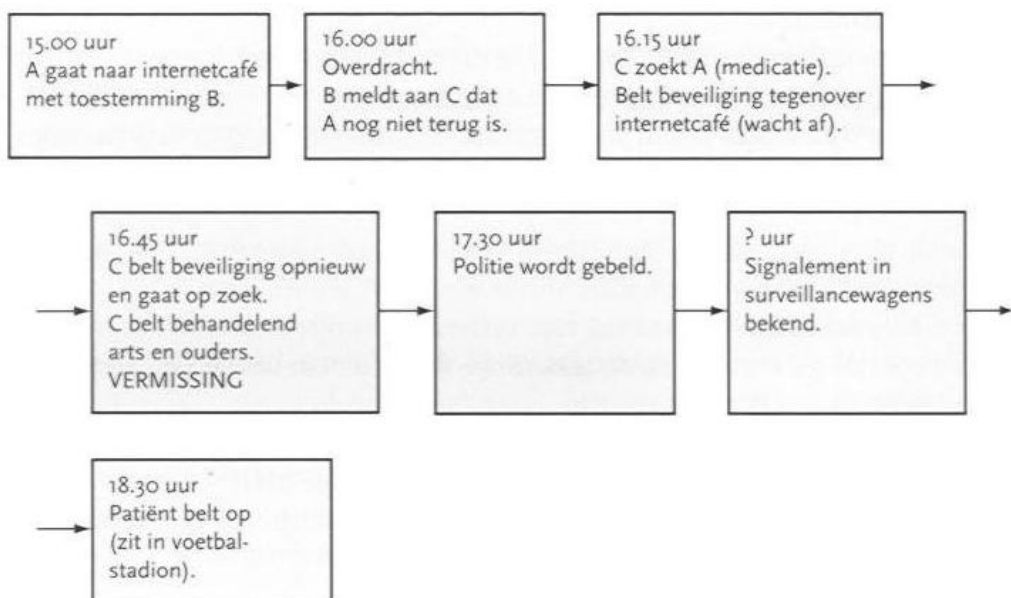 15.00 uur
A gaat naar internetcafé
met toestemming B.
16.00 uur
Overdracht.
B meldt aan C dat
A nog niet terug is.
16.15 uur
C zoekt A (medicatie).
Belt beveiliging tegenover
internetcafé (wacht af).
16.45 uur
C belt beveiliging opnieuw
en gaat op zoek.
C belt behandelend
arts en ouders.
VERMISSING
17.30 uur
Politie wordt gebeld.
? uur
Signalement in
surveillancewagens
bekend.
18.30 uur
Patiënt belt op
(zit in voetbal-
stadion).